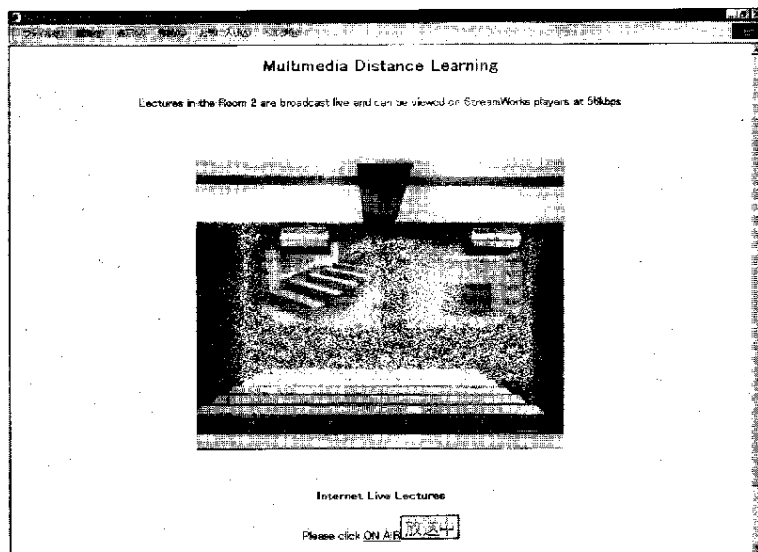 Multimedia Distance Learning
Lectures in the Room 2 are broadcast live and can be viewed on StreamWorks players at 56kbps
Internet Live Lectures
Please click ON AIR 放送中